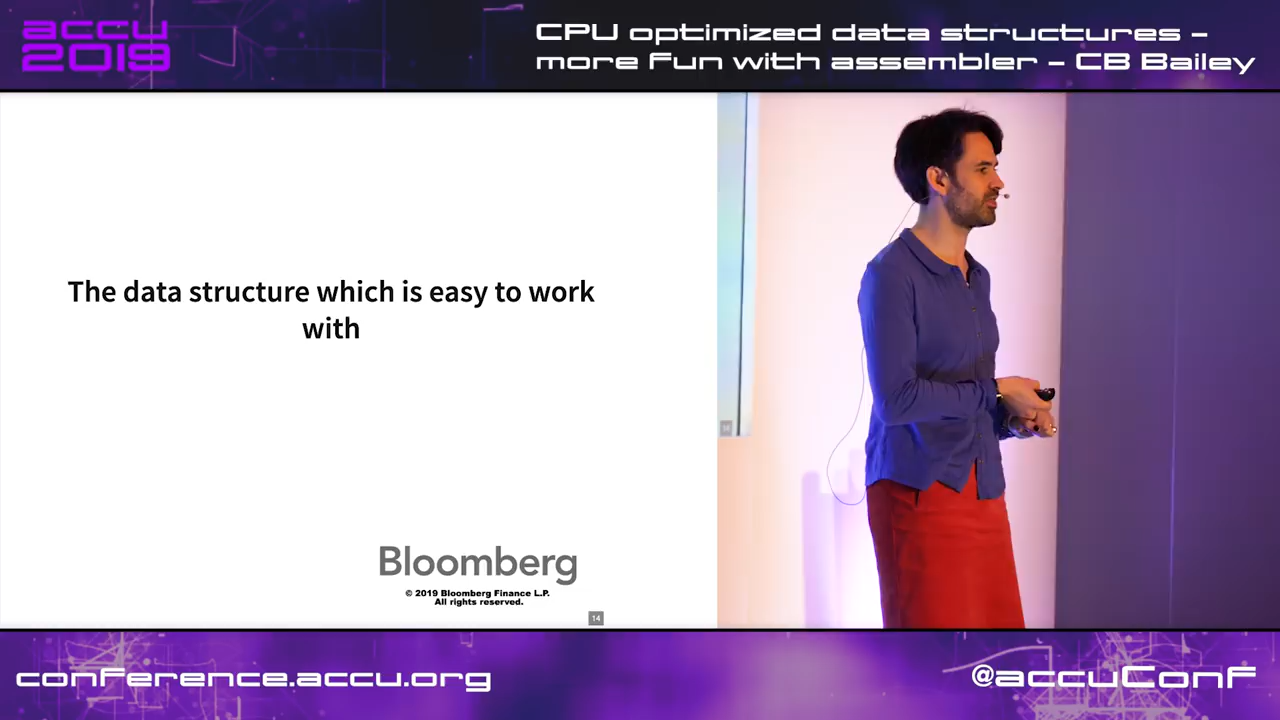 accu
2019
CPU optimized data structures –
more Fun with assembler – CB Bailey
The data structure which is easy to work
with
Bloomberg
© 2019 Bloomberg Finance L.P.
All rights reserved.
14
conference.accu.org
@accuConf